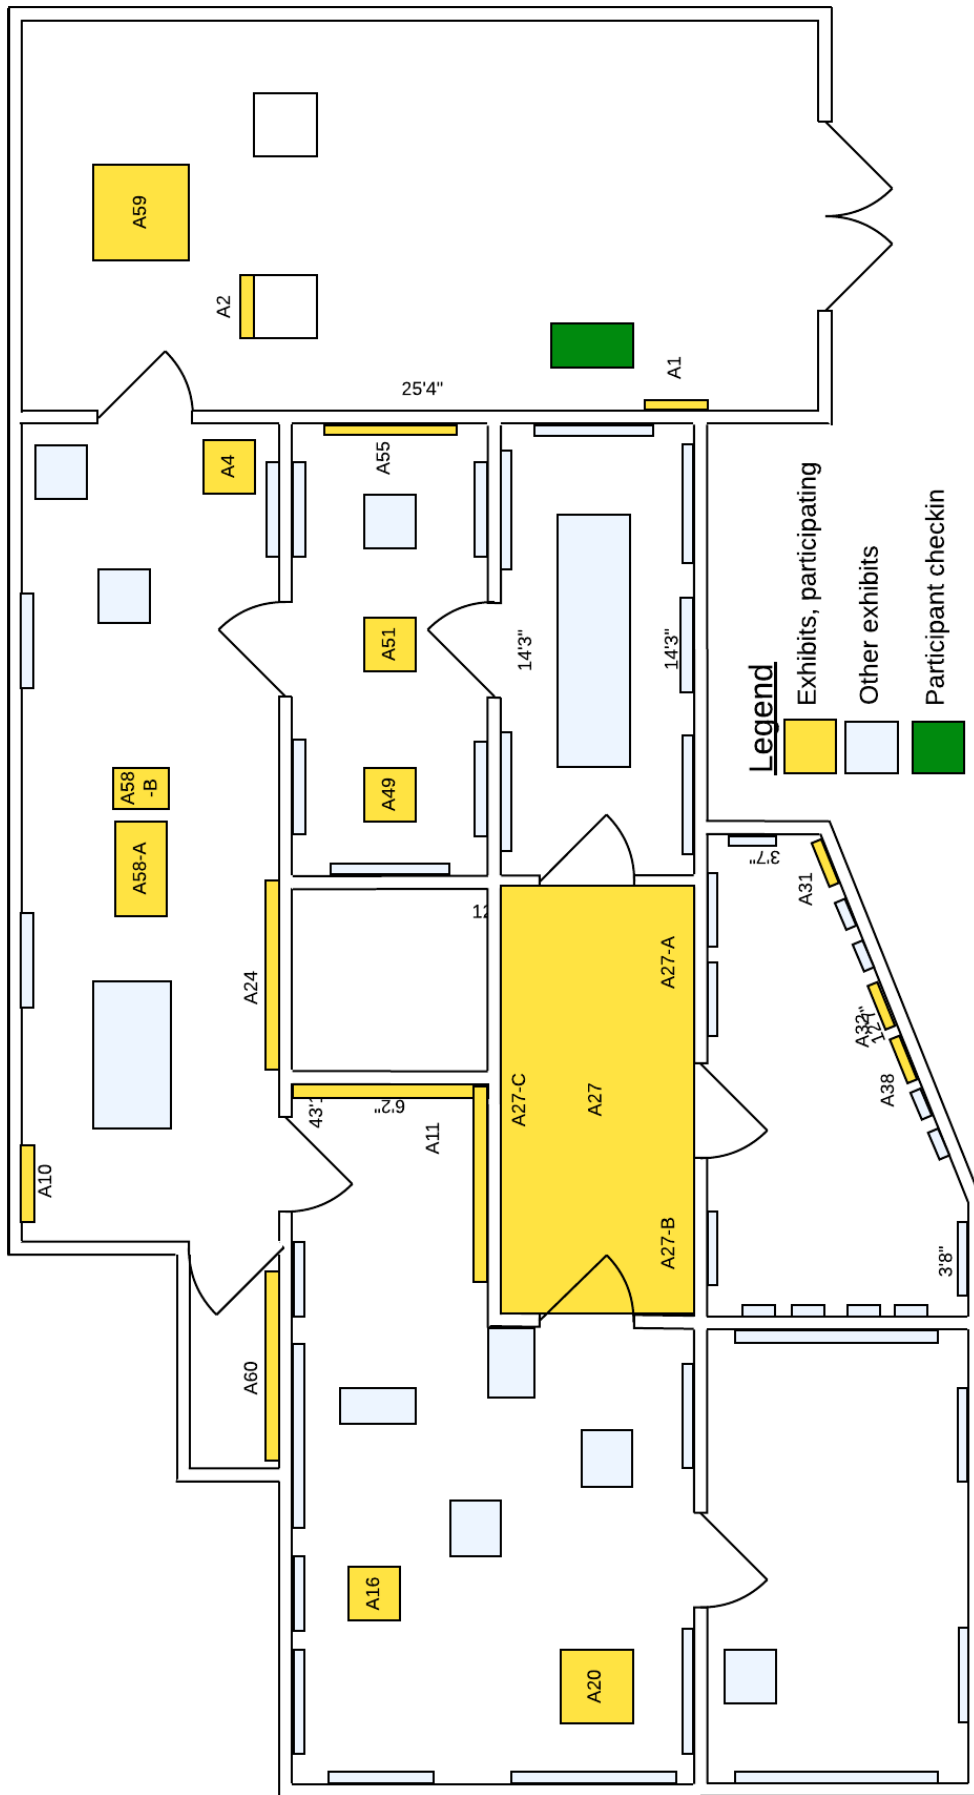 A59
A2
A1
25'4"
A4
A55
A51
14'3"
14'3"
A58
-B
A49
A58-A
Legend
Exhibits, participating
Other exhibits
Participant checkin
3'7"
A31
A24
12
A27-A
A38
A27
A27-C
6'2"
A11
A10
A27-B
3'8"
A60
A16
A20